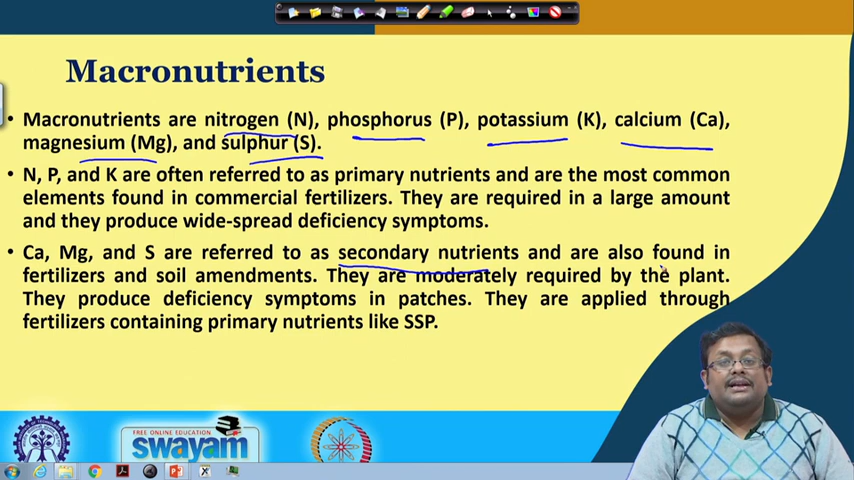 Macronutrients
• Macronutrients are nitrogen (N), phosphorus (P), potassium (K), calcium (Ca),
magnesium (Mg), and sulphur (S).
• N, P, and K are often referred to as primary nutrients and are the most common
elements found in commercial fertilizers. They are required in a large amount
and they produce wide-spread deficiency symptoms.
• Ca, Mg, and S are referred to as secondary nutrients and are also found in
fertilizers and soil amendments. They are moderately required by the plant.
They produce deficiency symptoms in patches. They are applied through
fertilizers containing primary nutrients like SSP.
FREE ONLINE EDUCATION
swayam